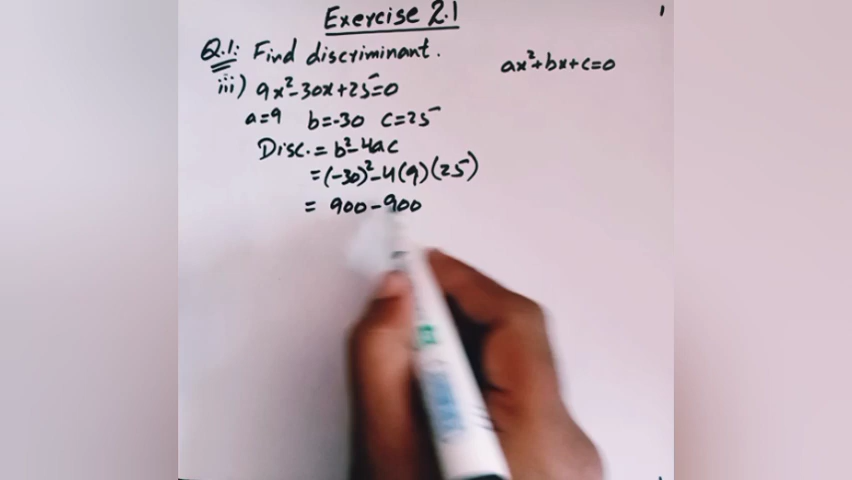 Exercise 2.1
Q.1: Find discriminant.
ax²+bx+c=0
iii) 9x²-30x+25=0
a=9 b=-30 c=25
Disc. = b²-4ac
=(-30)²-4(9)(25)
= 900-900